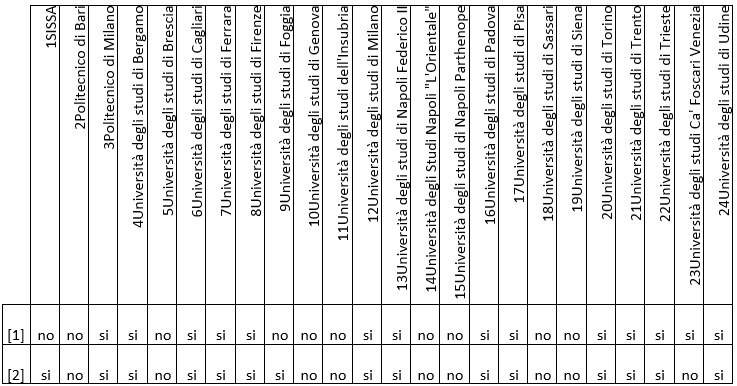 1SISSA
2Politecnico di Bari
3Politecnico di Milano
4Università degli studi di Bergamo
5Università degli studi di Brescia
6Università degli studi di Cagliari
7Università degli studi di Ferrara
8Università degli studi di Firenze
9Università degli studi di Foggia
10Università degli studi di Genova
11Università degli studi dell'Insubria
12Università degli studi di Milano
13Università degli studi di Napoli Federico II
14Università degli Studi Napoli "L'Orientale"
15Università degli studi di Napoli Parthenope
16Università degli studi di Padova
17Università degli studi di Pisa
18Università degli studi di Sassari
19Università degli studi di Siena
20Università degli studi di Torino
21Università degli studi di Trento
22Università degli studi di Trieste
23Università degli studi Ca' Foscari Venezia
24Università degli studi di Udine
[1] no no si si no si si si no no no si si no no si si no no si si si si si
[2] si no si si no si si si si no no si si no no si si no no si si si no si